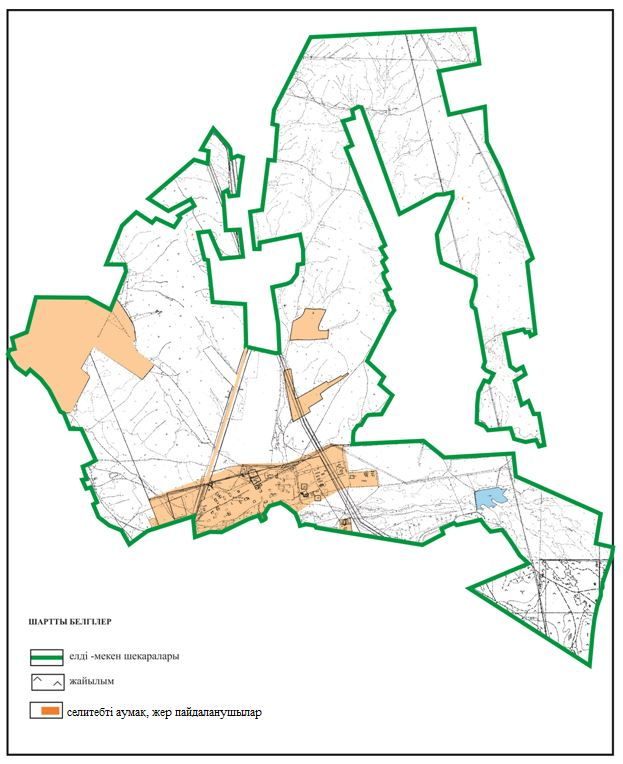 ШАРТТЫ БЕЛГІЛЕР
елді -мекен шекаралары
жайылым
селитебті аумақ, жер пайдаланушылар